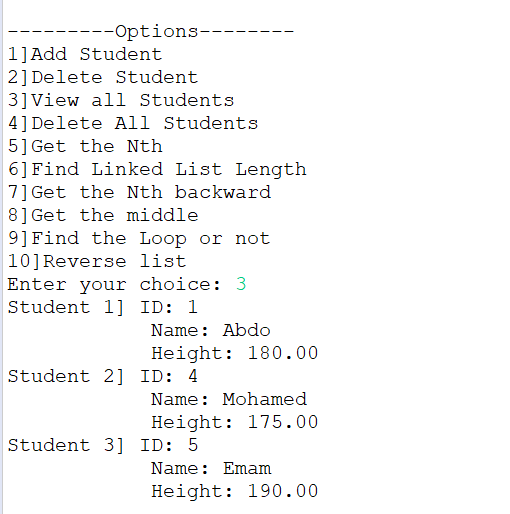 ---------Options--------
1]Add Student
2]Delete Student
3]View all Students
4]Delete All Students
5]Get the Nth
6]Find Linked List Length
7]Get the Nth backward
8]Get the middle
9]Find the Loop or not
10]Reverse list
Enter your choice: 3
Student 1] ID: 1
Name: Abdo
Height: 180.00
Student 2] ID: 4
Name: Mohamed
Height: 175.00
Student 3] ID: 5
Name: Emam
Height: 190.00